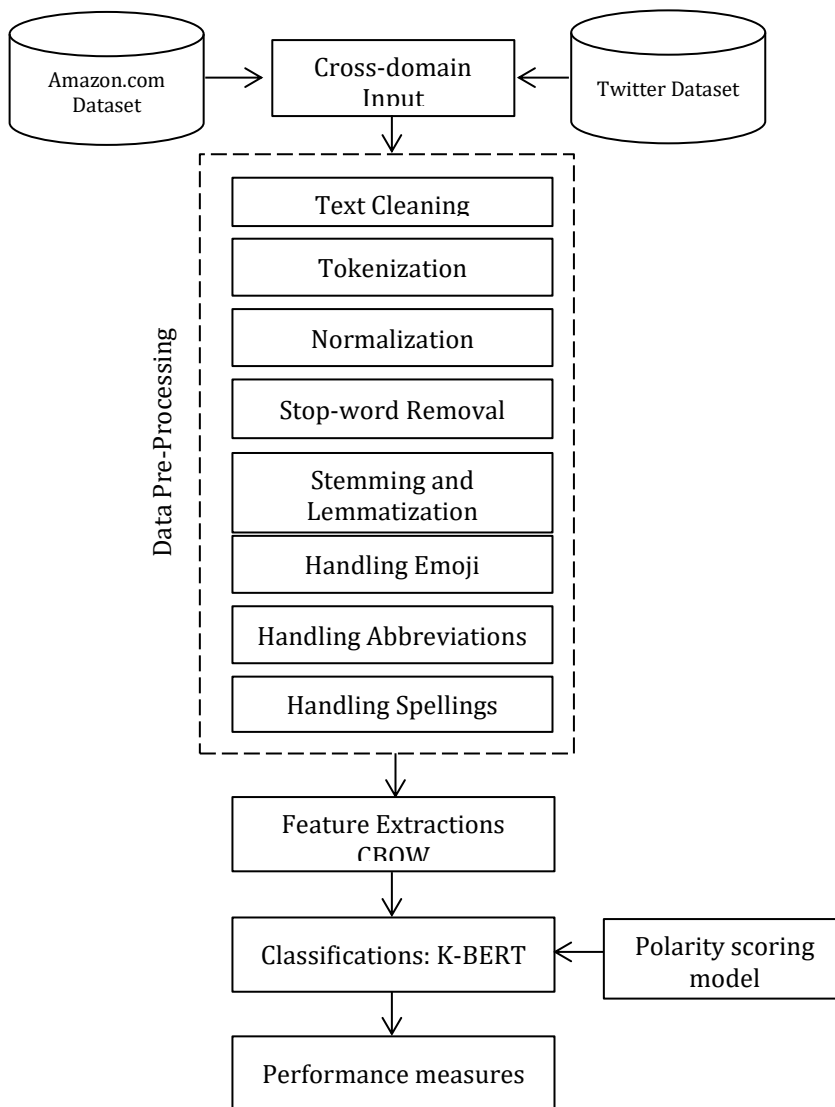 Amazon.com
Dataset
Cross-domain
Input
Twitter Dataset
Data Pre-Processing
Text Cleaning
Tokenization
Normalization
Stop-word Removal
Stemming and
Lemmatization
Handling Emoji
Handling Abbreviations
Handling Spellings
Feature Extractions
CBOW
Classifications: K-BERT
Polarity scoring
model
Performance measures